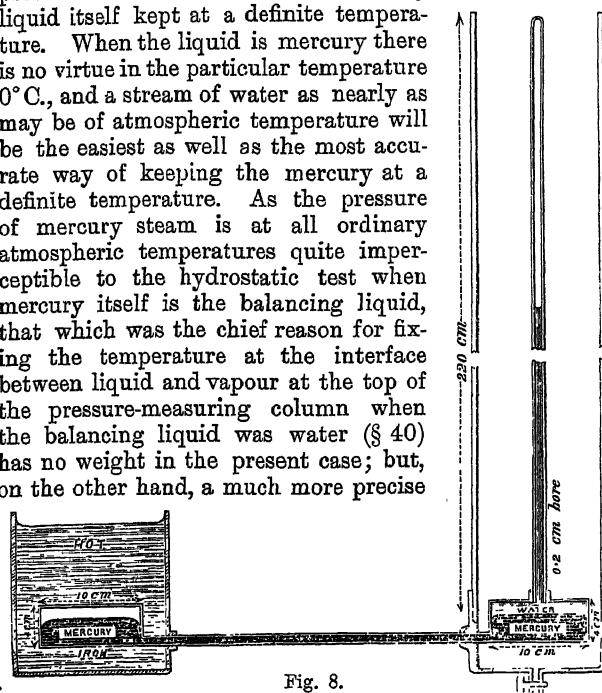 liquid itself kept at a definite tempera-
ture. When the liquid is mercury there
is no virtue in the particular temperature
0° C., and a stream of water as nearly as
may be of atmospheric temperature will
be the easiest as well as the most accu-
rate way of keeping the mercury at a
definite temperature. As the pressure
of mercury steam is at all ordinary
atmospheric temperatures quite imper-
ceptible to the hydrostatic test when
mercury itself is the balancing liquid,
that which was the chief reason for fix-
ing the temperature at the interface
between liquid and vapour at the top of
the pressure-measuring column when
the balancing liquid was water (§ 40)
has no weight in the present case; but,
on the other hand, a much more precise
220 cm.
0·2 cm bore
HOT
10 cm
MERCURY
IRON
WATER
MERCURY
10 cm
Fig. 8.